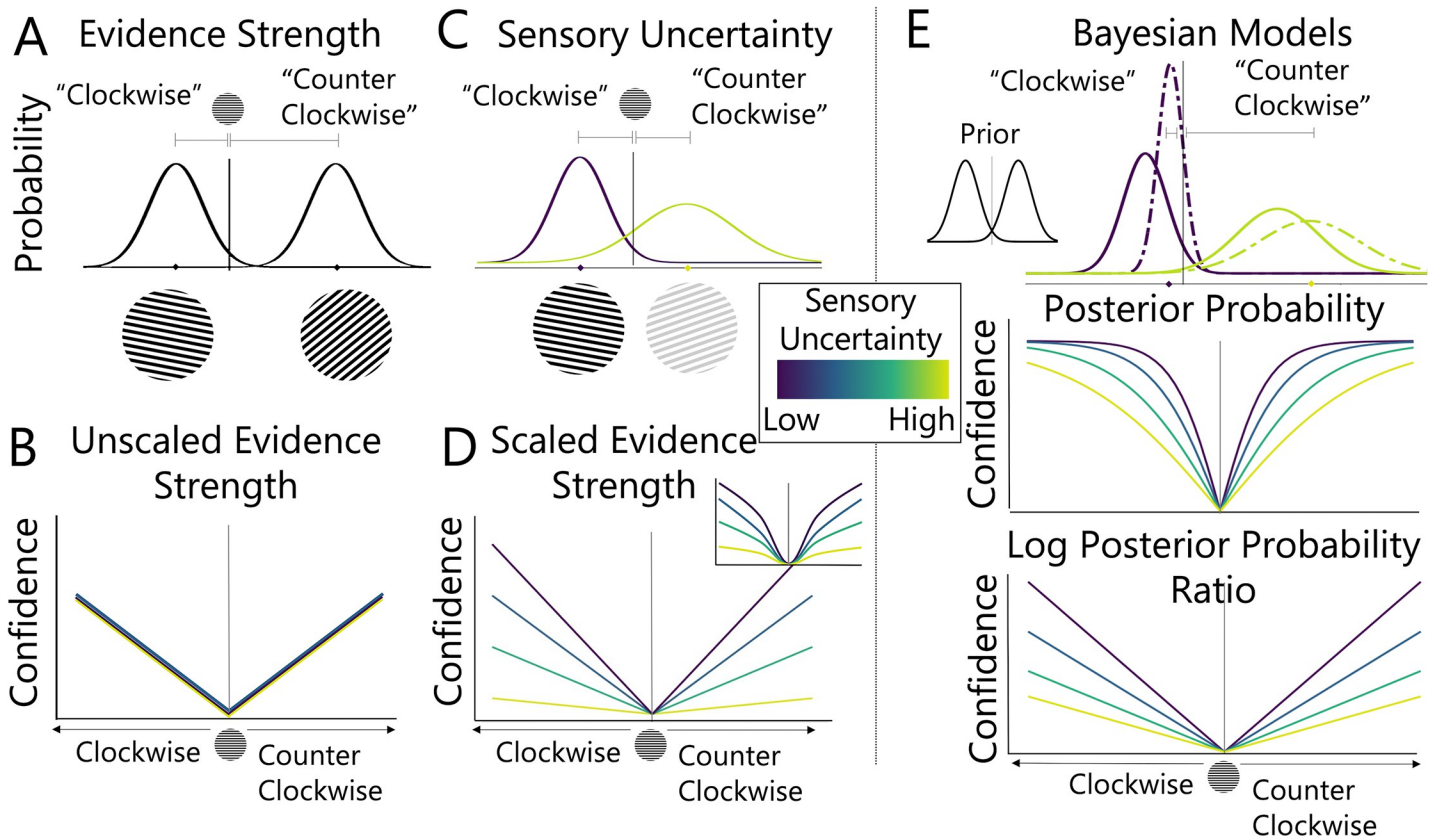 A
Evidence Strength
“Clockwise”
“Counter
Clockwise”
Probability
B
Unscaled Evidence
Strength
Confidence
Clockwise
Counter
Clockwise
C
Sensory Uncertainty
“Clockwise”
“Counter
Clockwise”
Sensory
Uncertainty
Low
High
D
Scaled Evidence
Strength
Confidence
Clockwise
Counter
Clockwise
E
Bayesian Models
“Clockwise”
“Counter
Clockwise”
Prior
Posterior Probability
Confidence
Log Posterior Probability
Ratio
Confidence
Clockwise
Counter
Clockwise